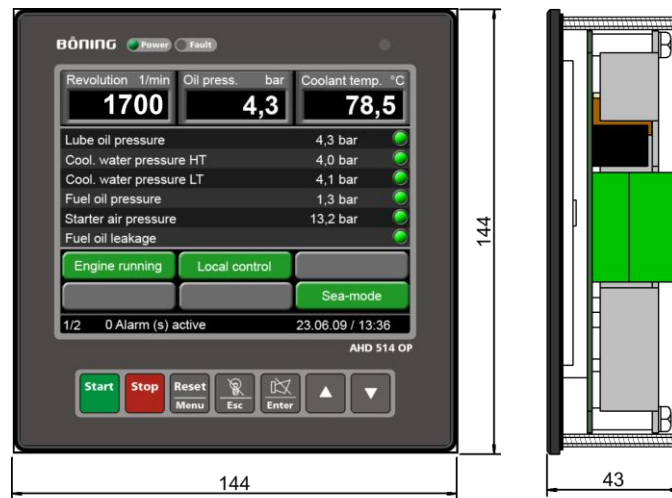 BÖNING Power Fault
Revolution 1/min Oil press. bar Coolant temp. °C
1700 4,3 78,5
Lube oil pressure 4,3 bar
Cool. water pressure HT 4,0 bar
Cool. water pressure LT 4,1 bar
Fuel oil pressure 1,3 bar
Starter air pressure 13,2 bar
Fuel oil leakage
Engine running Local control
Sea-mode
1/2 0 Alarm (s) active 23.06.09 / 13:36
AHD 514 OP
Start Stop Reset
Menu Esc Enter
144
144
43